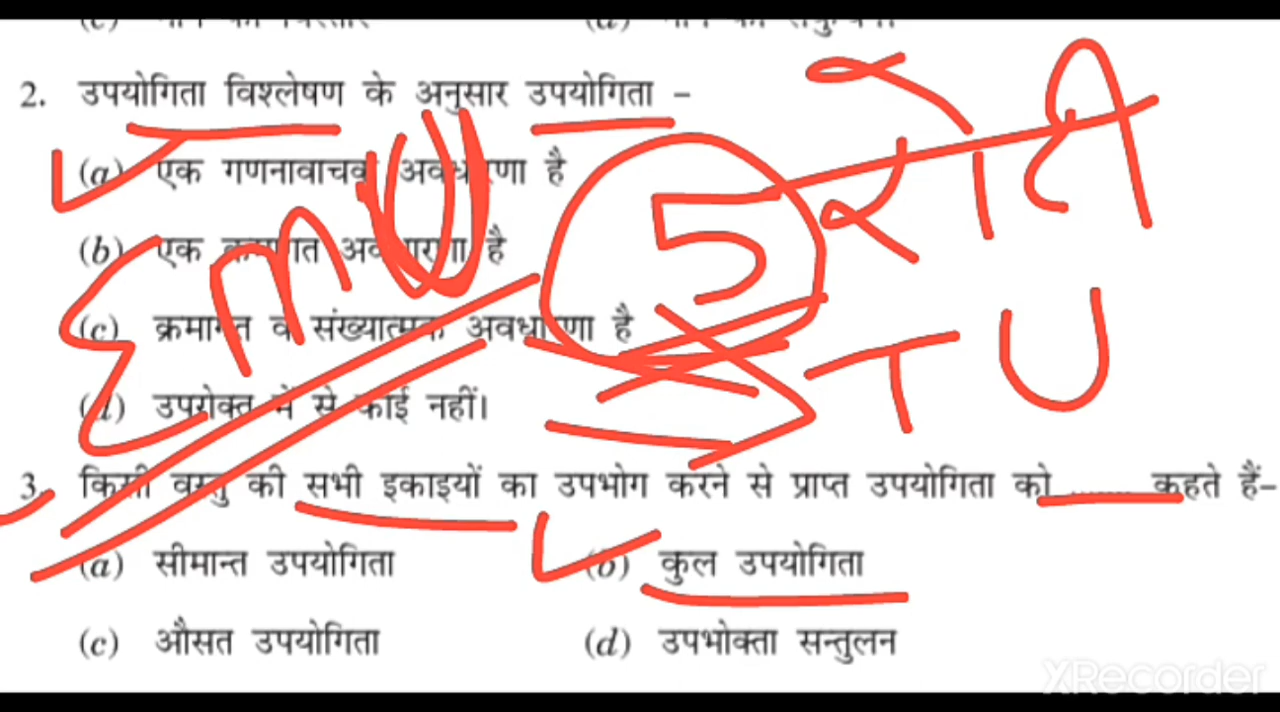 2. उपयोगिता विश्लेषण के अनुसार उपयोगिता –
(a) एक गणनावाचक अवधारणा है
(b) एक क्रमागत अवधारणा है
(c) क्रमागत व संख्यात्मक अवधारणा है
(d) उपरोक्त में से कोई नहीं।
5 रोटी
ΣMU
TU
3. किसी वस्तु की सभी इकाइयों का उपभोग करने से प्राप्त उपयोगिता को ....... कहते हैं–
(a) सीमान्त उपयोगिता (b) कुल उपयोगिता
(c) औसत उपयोगिता (d) उपभोक्ता सन्तुलन
XRecorder